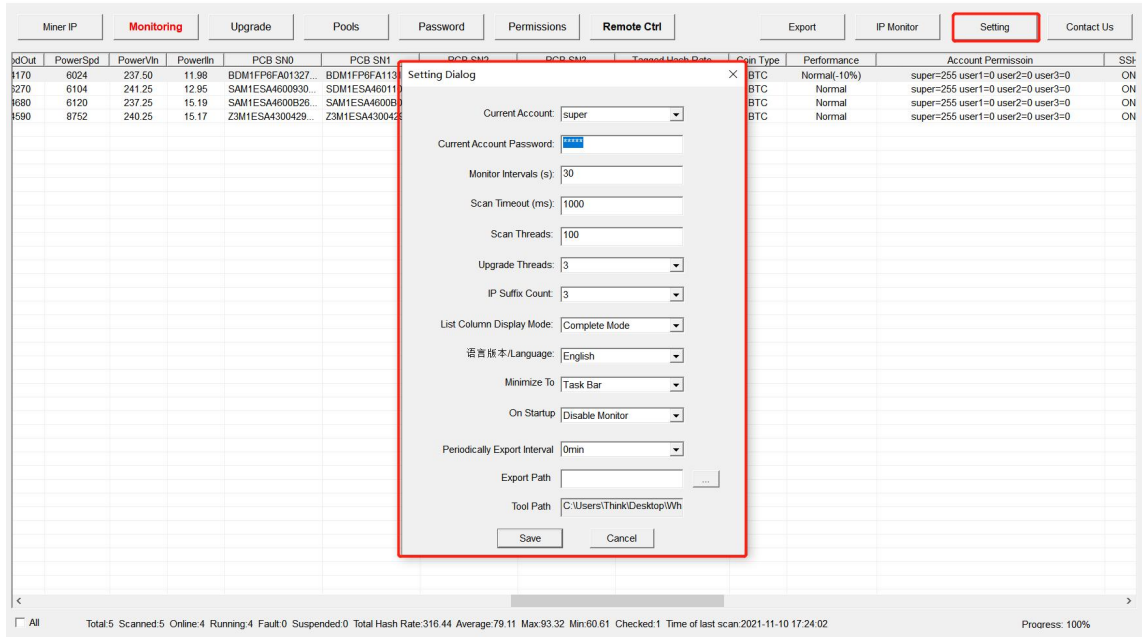 Miner IP Monitoring Upgrade Pools Password Permissions Remote Ctrl Export IP Monitor Setting Contact Us
PowerSpd PowerVIn PowerIIn PCB SN0 PCB SN1 Coin Type Performance Account Permissoin
6024 237.50 11.98 BDM1FP6FA01327... BTC Normal(-10%) super=255 user1=0 user2=0 user3=0 ON
6104 241.25 12.95 SAM1ESA4600930... BTC Normal super=255 user1=0 user2=0 user3=0 ON
6120 237.25 15.19 SAM1ESA4600B26... BTC Normal super=255 user1=0 user2=0 user3=0 ON
8752 240.25 15.17 Z3M1ESA4300429... BTC Normal super=255 user1=0 user2=0 user3=0 ON
Setting Dialog
Current Account: super
Current Account Password: *****
Monitor Intervals (s): 30
Scan Timeout (ms): 1000
Scan Threads: 100
Upgrade Threads: 3
IP Suffix Count: 3
List Column Display Mode: Complete Mode
语言版本/Language: English
Minimize To Task Bar
On Startup Disable Monitor
Periodically Export Interval 0min
Export Path ...
Tool Path C:\Users\Think\Desktop\Wh
Save Cancel
All Total:5 Scanned:5 Online:4 Running:4 Fault:0 Suspended:0 Total Hash Rate:316.44 Average:79.11 Max:93.32 Min:60.61 Checked:1 Time of last scan:2021-11-10 17:24:02 Progress: 100%